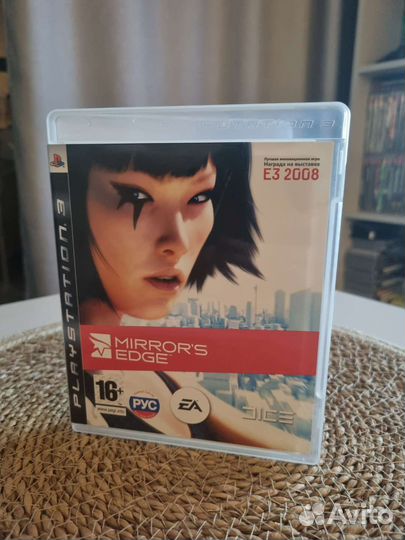 PLAYSTATION 3
PLAYSTATION 3
Лучшая инновационная игра
Награда на выставке
E3 2008
MIRROR'S
EDGE
16+
www.pegi.info
РУС
EA
DICE
Avito